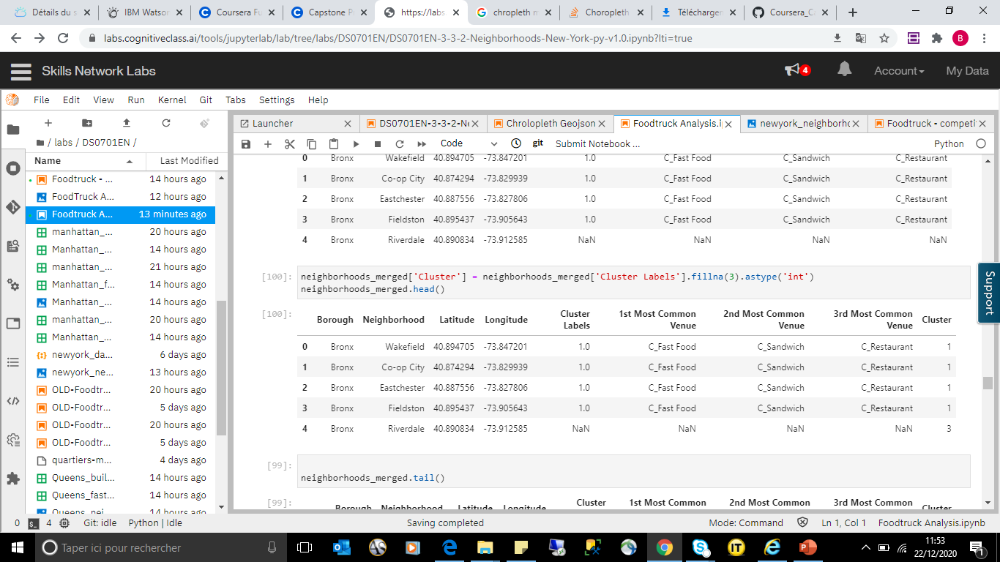 Détails du s
IBM Watson
Coursera Fu
Capstone P
https://labs
chropleth m
Choropleth
Télécharger
Coursera_Ca
labs.cognitiveclass.ai/tools/jupyterlab/lab/tree/labs/DS0701EN/DS0701EN-3-3-2-Neighborhoods-New-York-py-v1.0.ipynb?lti=true
B
Skills Network Labs
4
Account
My Data
File Edit View Run Kernel Git Tabs Settings Help
/ labs / DS0701EN /
Name Last Modified
Foodtruck - ... 14 hours ago
FoodTruck A... 12 hours ago
Foodtruck A... 13 minutes ago
manhattan_... 20 hours ago
Manhattan_... 14 hours ago
manhattan_... 21 hours ago
Manhattan_f... 14 hours ago
Manhattan_... 14 hours ago
manhattan_... 20 hours ago
Manhattan_... 14 hours ago
newyork_da... 6 days ago
newyork_ne... 13 hours ago
OLD-Foodtr... 20 hours ago
OLD-Foodtr... 5 days ago
OLD-Foodtr... 20 hours ago
OLD-Foodtr... 5 days ago
quartiers-m... 4 days ago
Queens_buil... 14 hours ago
Queens_fast... 14 hours ago
Queens_nei... 14 hours ago
Launcher
DS0701EN-3-3-2-Ne
Chrolopleth Geojson
Foodtruck Analysis.ip
newyork_neighborho
Foodtruck - competi
Code
git
Submit Notebook ...
Python
0 Bronx Wakefield 40.894705 -73.847201 1.0 C_Fast Food C_Sandwich C_Restaurant
1 Bronx Co-op City 40.874294 -73.829939 1.0 C_Fast Food C_Sandwich C_Restaurant
2 Bronx Eastchester 40.887556 -73.827806 1.0 C_Fast Food C_Sandwich C_Restaurant
3 Bronx Fieldston 40.895437 -73.905643 1.0 C_Fast Food C_Sandwich C_Restaurant
4 Bronx Riverdale 40.890834 -73.912585 NaN NaN NaN NaN
[100]: neighborhoods_merged['Cluster'] = neighborhoods_merged['Cluster Labels'].fillna(3).astype('int')
neighborhoods_merged.head()
[100]:
Borough Neighborhood Latitude Longitude Cluster Labels 1st Most Common Venue 2nd Most Common Venue 3rd Most Common Venue Cluster
0 Bronx Wakefield 40.894705 -73.847201 1.0 C_Fast Food C_Sandwich C_Restaurant 1
1 Bronx Co-op City 40.874294 -73.829939 1.0 C_Fast Food C_Sandwich C_Restaurant 1
2 Bronx Eastchester 40.887556 -73.827806 1.0 C_Fast Food C_Sandwich C_Restaurant 1
3 Bronx Fieldston 40.895437 -73.905643 1.0 C_Fast Food C_Sandwich C_Restaurant 1
4 Bronx Riverdale 40.890834 -73.912585 NaN NaN NaN NaN 3
[99]:
neighborhoods_merged.tail()
[99]:
Borough Neighborhood Latitude Longitude Cluster 1st Most Common 2nd Most Common 3rd Most Common Cluster
Support
0 4 Git: idle Python | Idle Saving completed Mode: Command Ln 1, Col 1 Foodtruck Analysis.ipynb
Taper ici pour rechercher
IT
11:53
22/12/2020
1